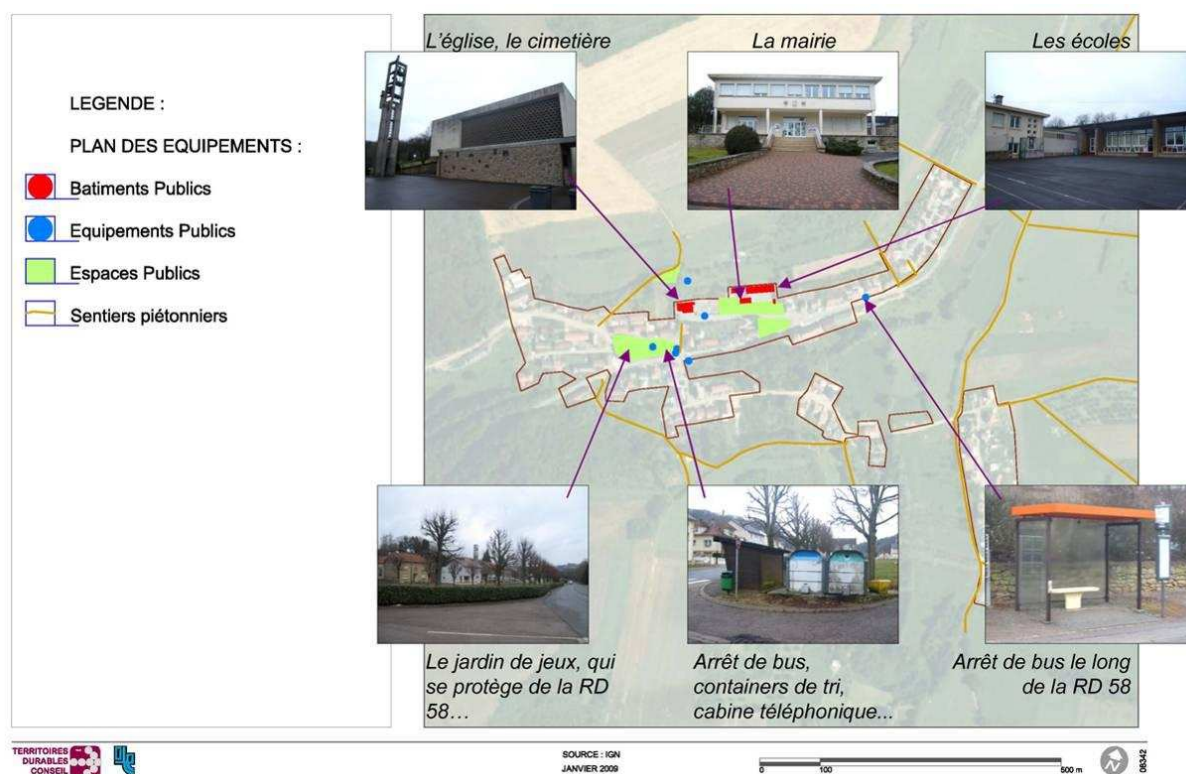 LEGENDE :
PLAN DES EQUIPEMENTS :
Batiments Publics
Equipements Publics
Espaces Publics
Sentiers piétonniers
L'église, le cimetière
La mairie
Les écoles
Le jardin de jeux, qui
se protège de la RD
58…
Arrêt de bus,
containers de tri,
cabine téléphonique...
Arrêt de bus le long
de la RD 58
TERRITOIRES
DURABLES
CONSEIL
SOURCE : IGN
JANVIER 2009
0 100 500 m
06342